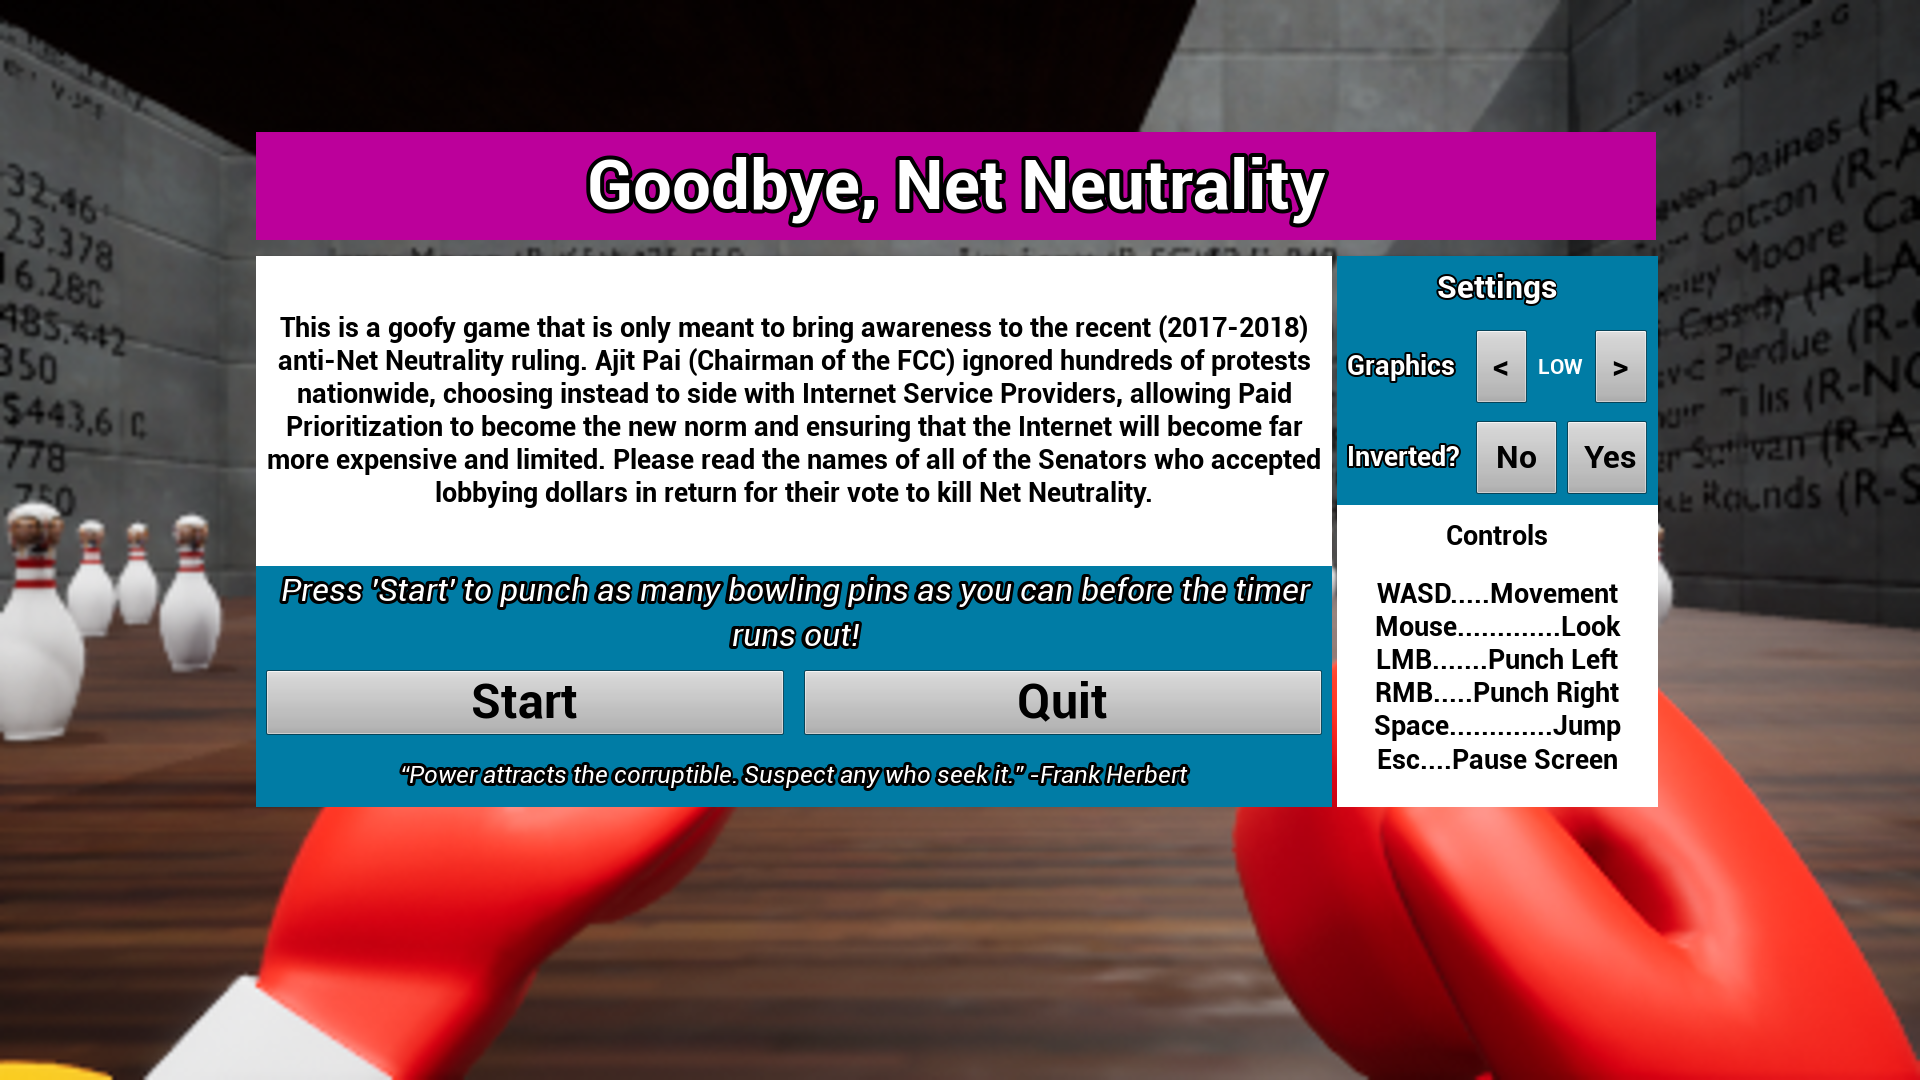 Goodbye, Net Neutrality
This is a goofy game that is only meant to bring awareness to the recent (2017-2018)
anti-Net Neutrality ruling. Ajit Pai (Chairman of the FCC) ignored hundreds of protests
nationwide, choosing instead to side with Internet Service Providers, allowing Paid
Prioritization to become the new norm and ensuring that the Internet will become far
more expensive and limited. Please read the names of all of the Senators who accepted
lobbying dollars in return for their vote to kill Net Neutrality.
Press 'Start' to punch as many bowling pins as you can before the timer
runs out!
Start
Quit
“Power attracts the corruptible. Suspect any who seek it.” -Frank Herbert
Settings
Graphics
<
LOW
>
Inverted?
No
Yes
Controls
WASD.....Movement
Mouse.............Look
LMB.......Punch Left
RMB.....Punch Right
Space.............Jump
Esc....Pause Screen
23,378
16,280
485,442
350
778
750
Daines (R-
Cotton (R-A
Moore Ca
Cassidy (R-LA
Perdue (R-
Tillis (R-NC
Sullivan (R-A
Rounds (R-S